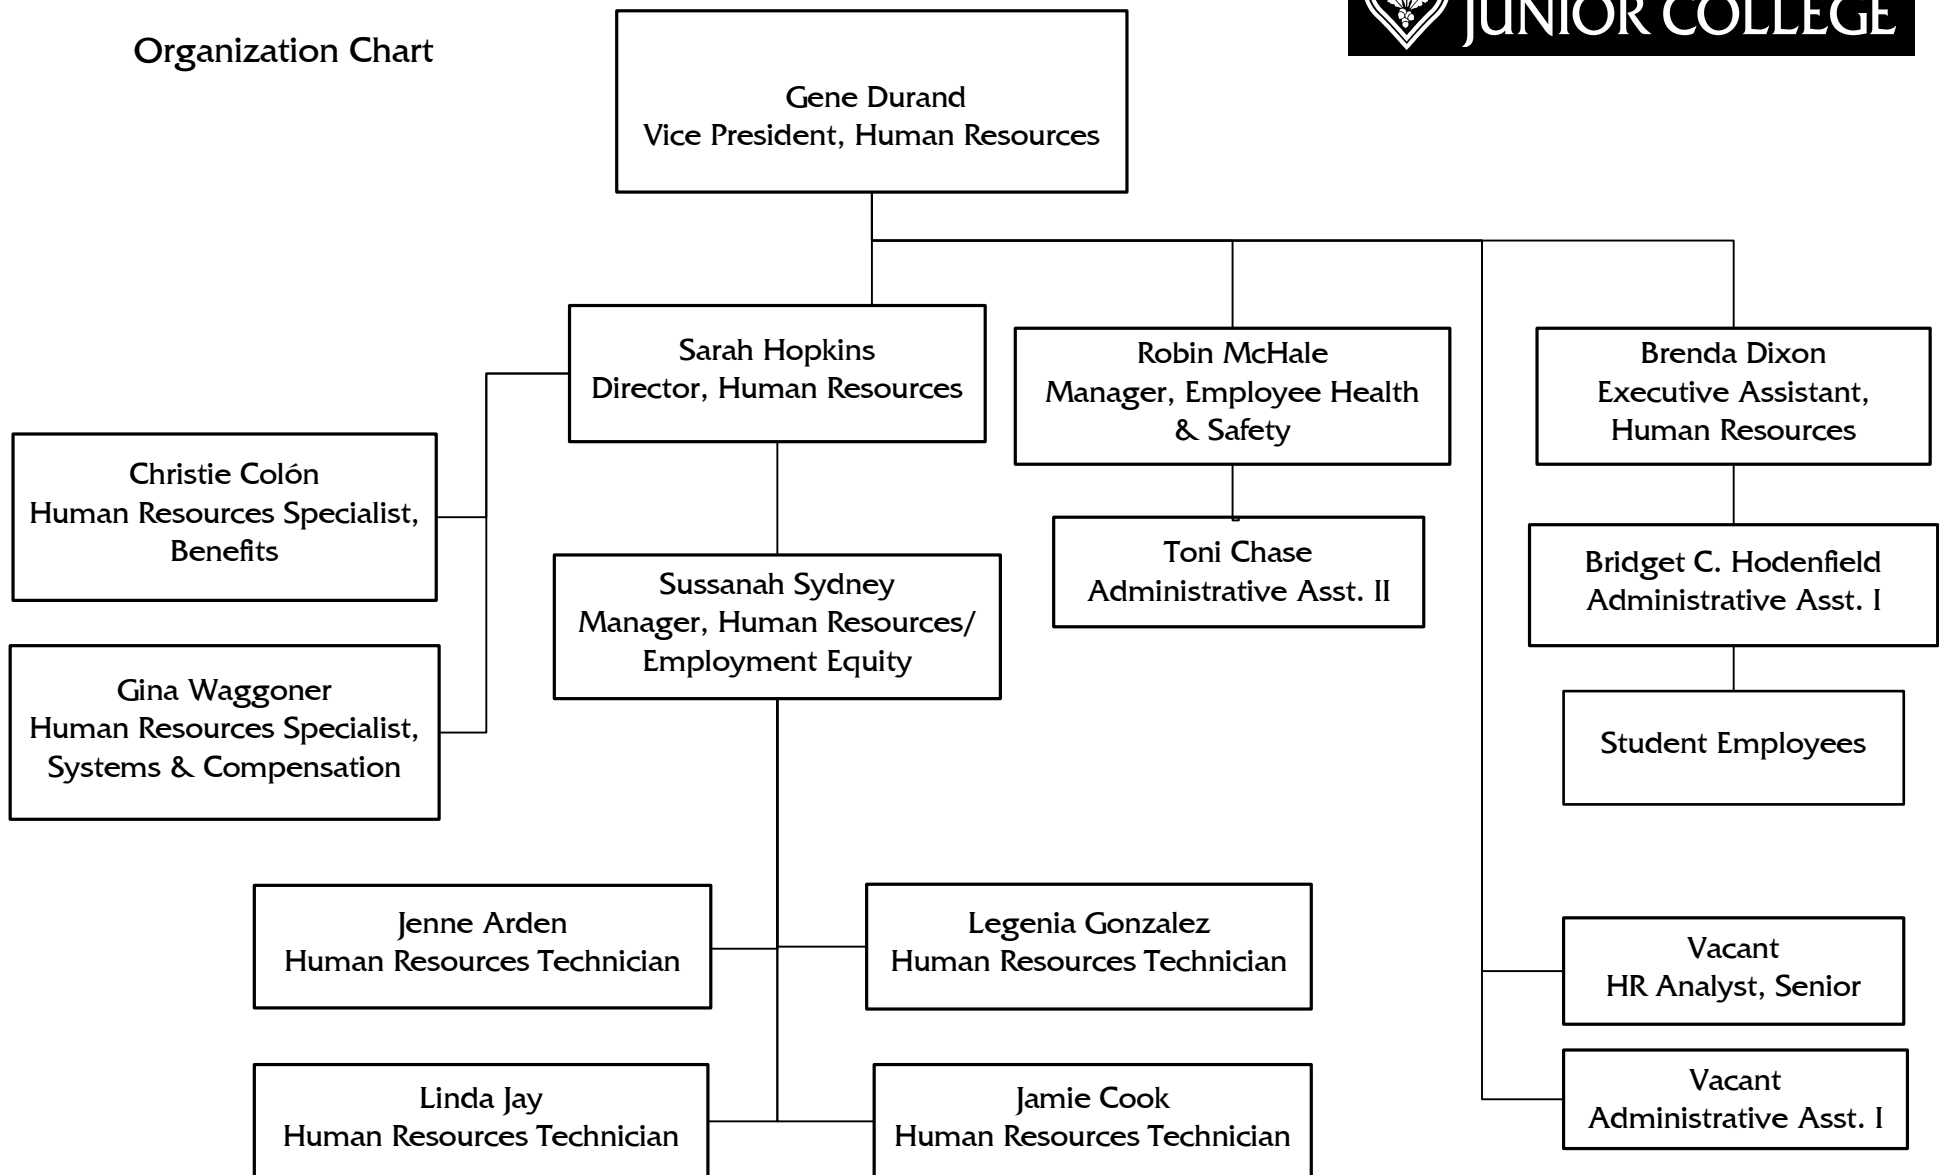 JUNIOR COLLEGE
Organization Chart
Gene Durand
Vice President, Human Resources
Sarah Hopkins
Director, Human Resources
Robin McHale
Manager, Employee Health
& Safety
Brenda Dixon
Executive Assistant,
Human Resources
Christie Colón
Human Resources Specialist,
Benefits
Sussanah Sydney
Manager, Human Resources/
Employment Equity
Toni Chase
Administrative Asst. II
Bridget C. Hodenfield
Administrative Asst. I
Gina Waggoner
Human Resources Specialist,
Systems & Compensation
Student Employees
Jenne Arden
Human Resources Technician
Legenia Gonzalez
Human Resources Technician
Vacant
HR Analyst, Senior
Linda Jay
Human Resources Technician
Jamie Cook
Human Resources Technician
Vacant
Administrative Asst. I